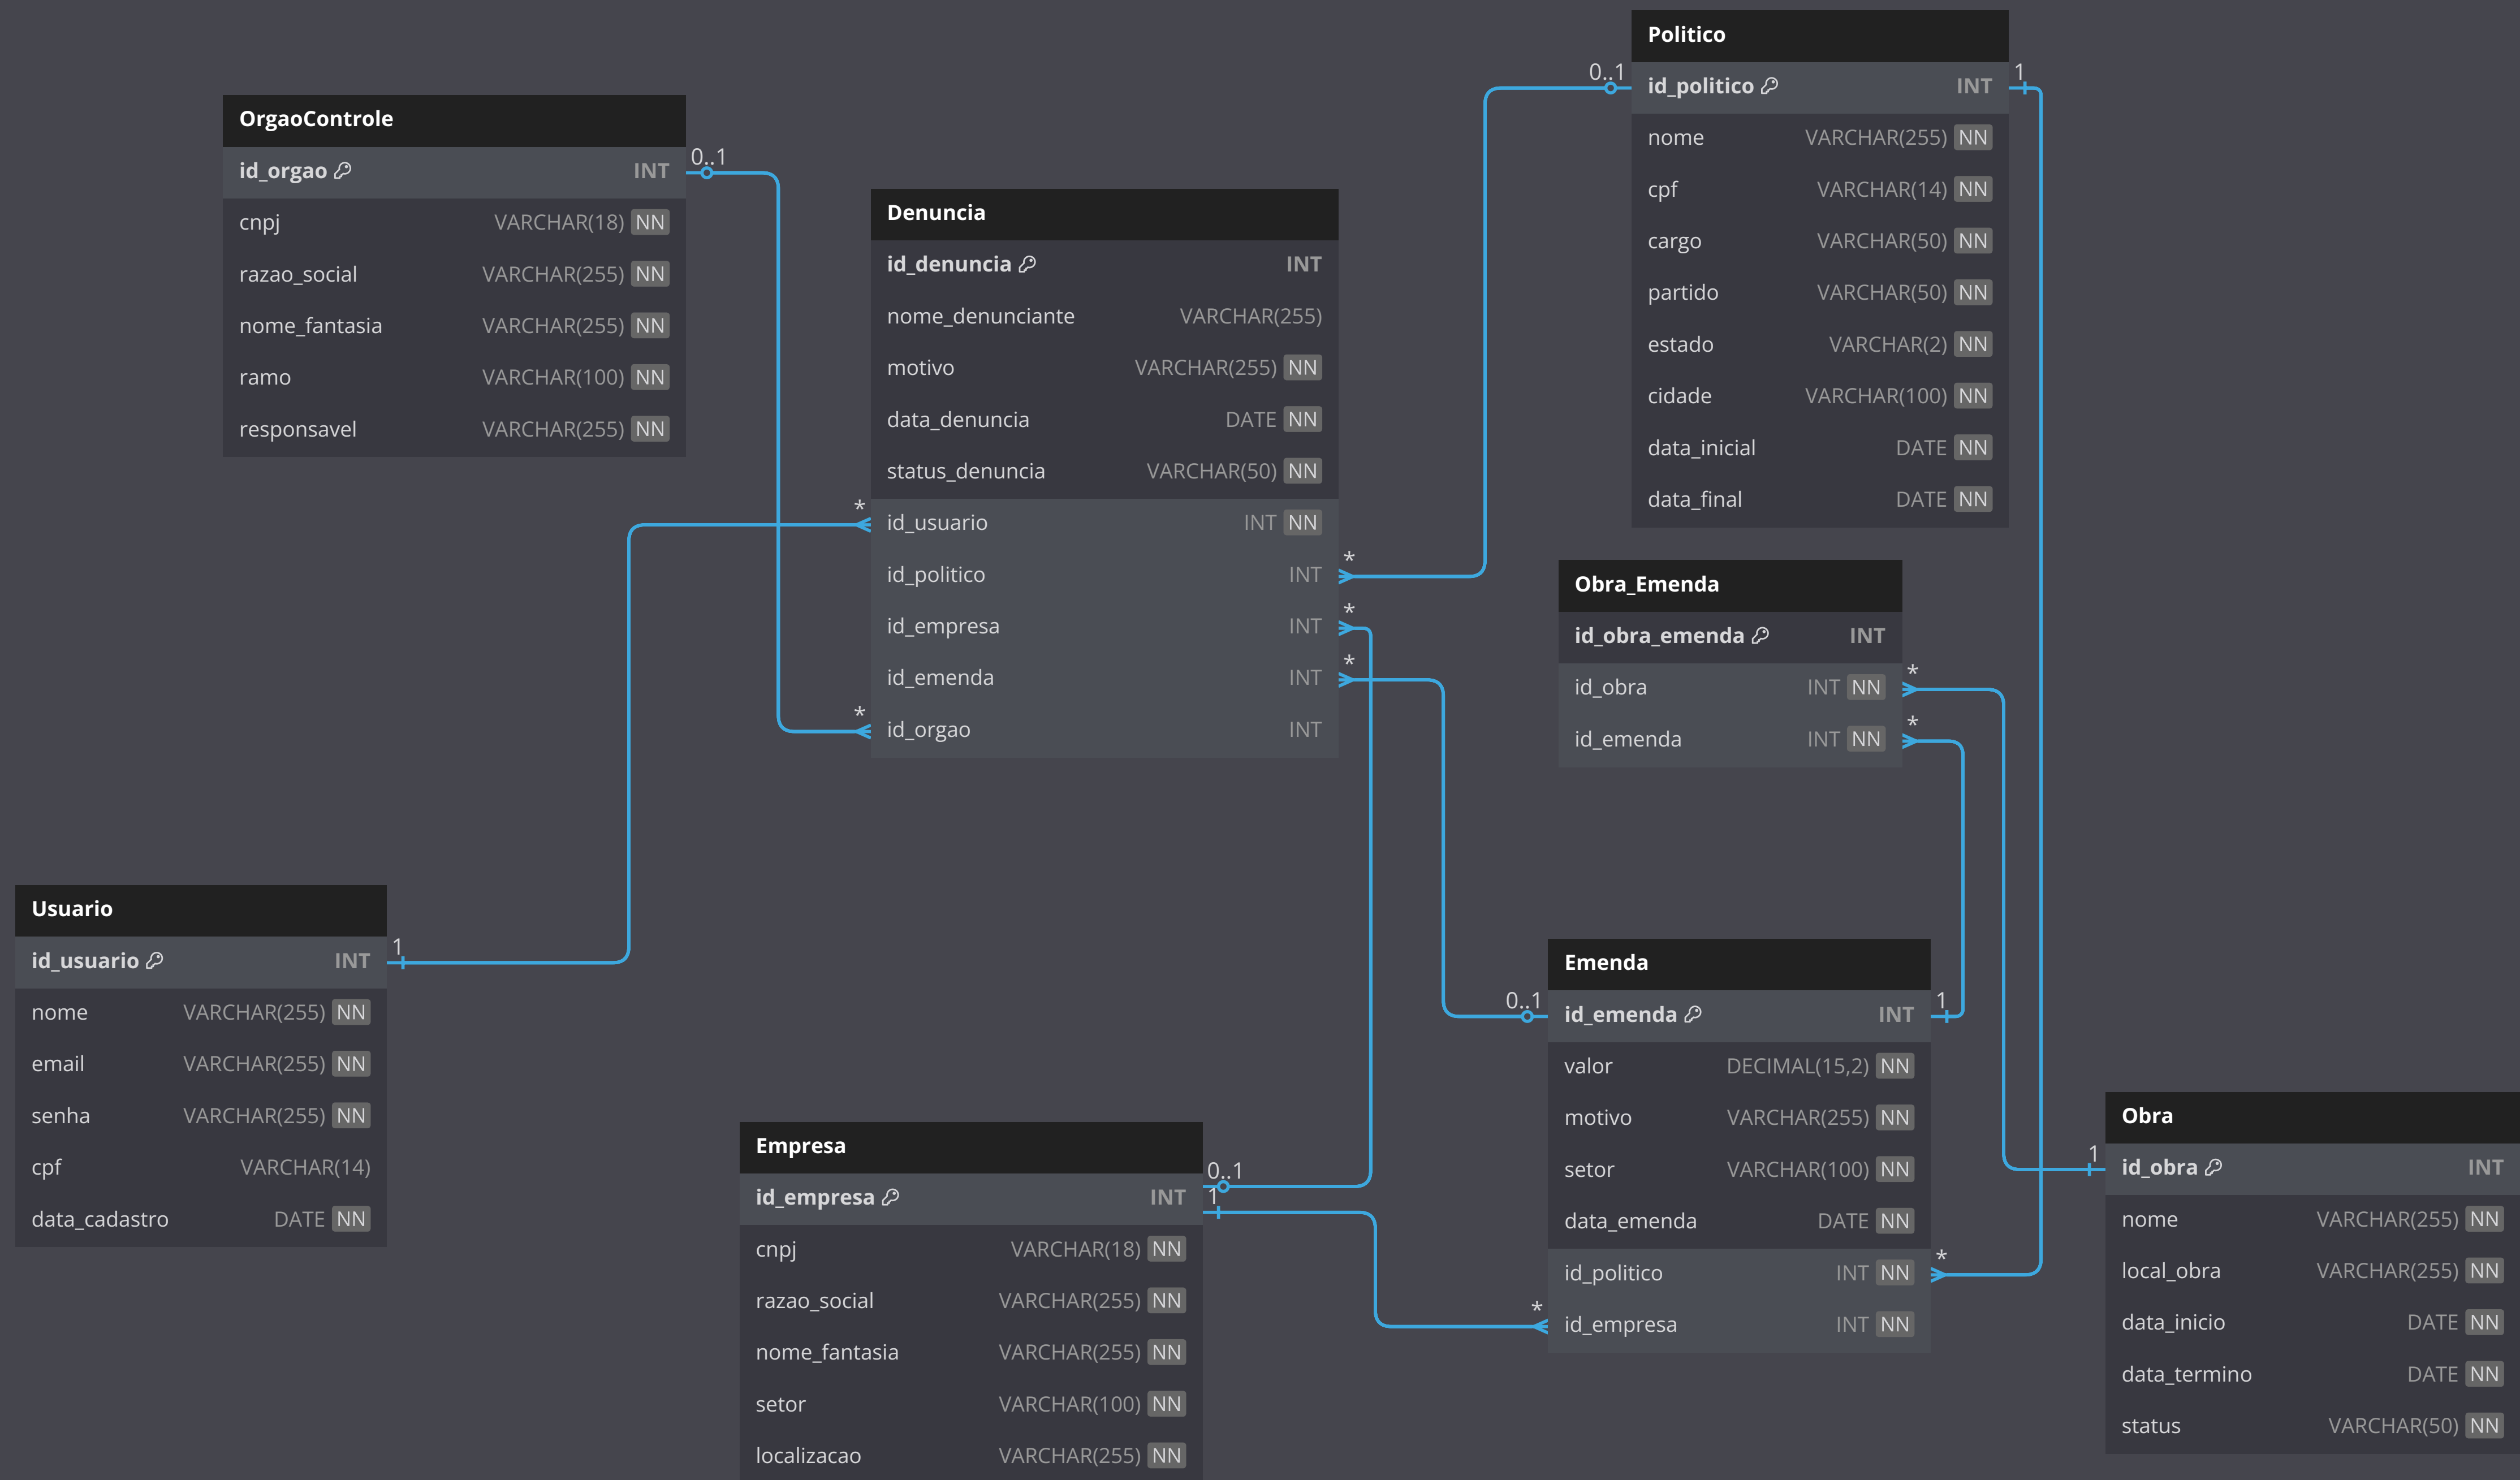 OrgaoControle
id_orgao INT
cnpj VARCHAR(18) NN
razao_social VARCHAR(255) NN
nome_fantasia VARCHAR(255) NN
ramo VARCHAR(100) NN
responsavel VARCHAR(255) NN
0..1
Denuncia
id_denuncia INT
nome_denunciante VARCHAR(255)
motivo VARCHAR(255) NN
data_denuncia DATE NN
status_denuncia VARCHAR(50) NN
* id_usuario INT NN
id_politico INT *
id_empresa INT *
id_emenda INT *
* id_orgao INT
Politico
0..1 id_politico INT 1
nome VARCHAR(255) NN
cpf VARCHAR(14) NN
cargo VARCHAR(50) NN
partido VARCHAR(50) NN
estado VARCHAR(2) NN
cidade VARCHAR(100) NN
data_inicial DATE NN
data_final DATE NN
Obra_Emenda
id_obra_emenda INT
id_obra INT NN *
id_emenda INT NN *
Usuario
id_usuario INT 1
nome VARCHAR(255) NN
email VARCHAR(255) NN
senha VARCHAR(255) NN
cpf VARCHAR(14)
data_cadastro DATE NN
Empresa
0..1
id_empresa INT 1
cnpj VARCHAR(18) NN
razao_social VARCHAR(255) NN
nome_fantasia VARCHAR(255) NN
setor VARCHAR(100) NN
localizacao VARCHAR(255) NN
Emenda
0..1 id_emenda INT 1
valor DECIMAL(15,2) NN
motivo VARCHAR(255) NN
setor VARCHAR(100) NN
data_emenda DATE NN
id_politico INT NN *
* id_empresa INT NN
Obra
1 id_obra INT
nome VARCHAR(255) NN
local_obra VARCHAR(255) NN
data_inicio DATE NN
data_termino DATE NN
status VARCHAR(50) NN